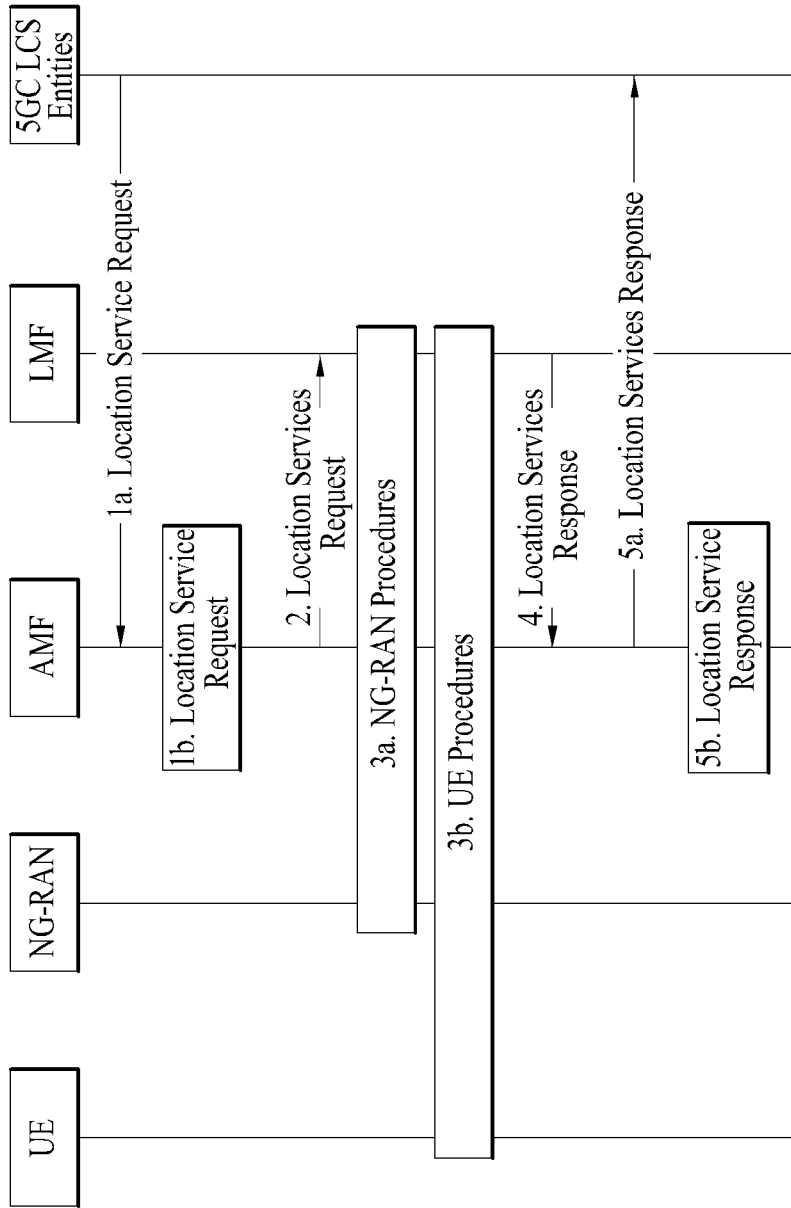 UE
NG-RAN
AMF
LMF
5GC LCS
Entities
1a. Location Service Request
1b. Location Service
Request
2. Location Services
Request
3a. NG-RAN Procedures
3b. UE Procedures
4. Location Services
Response
5a. Location Services Response
5b. Location Service
Response